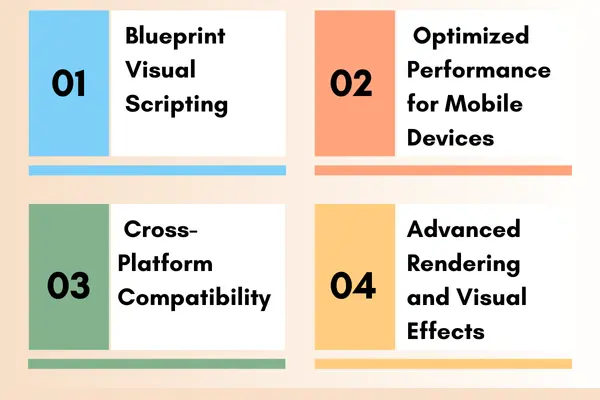 01
Blueprint
Visual
Scripting
02
Optimized
Performance
for Mobile
Devices
03
Cross-
Platform
Compatibility
04
Advanced
Rendering
and Visual
Effects